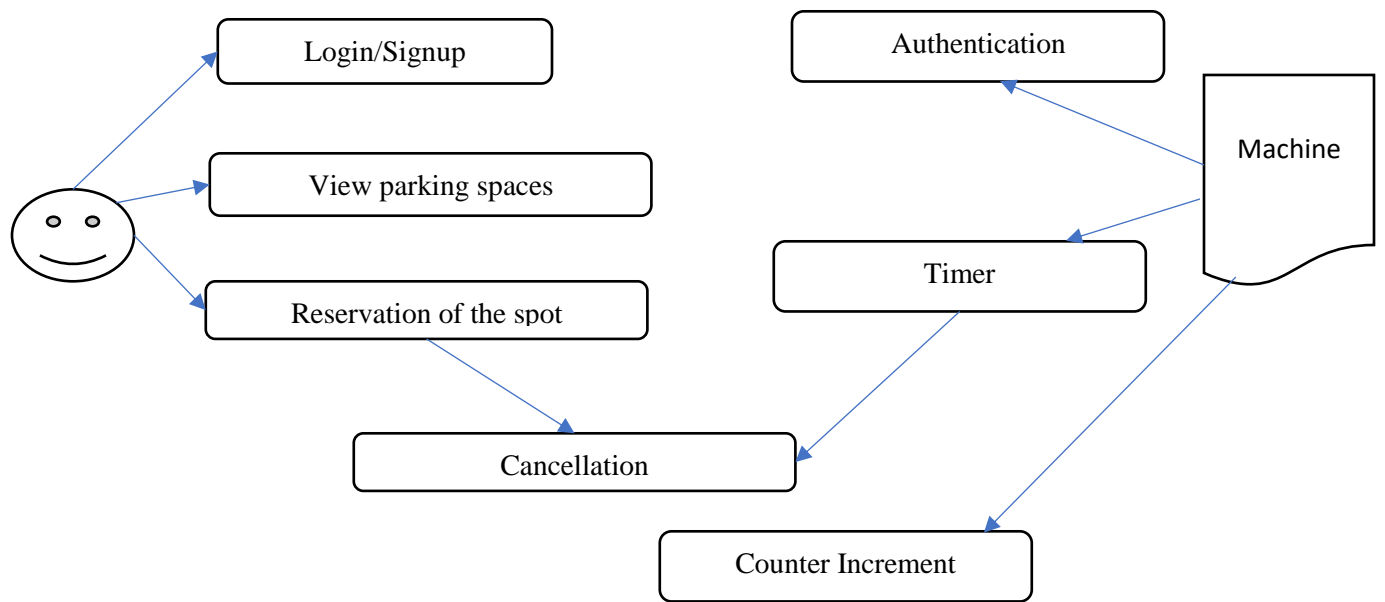 Login/Signup
Authentication
Machine
View parking spaces
Timer
Reservation of the spot
Cancellation
Counter Increment